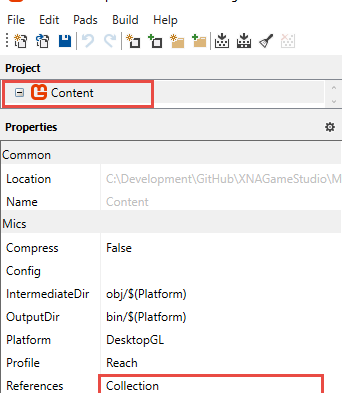 File Edit Pads Build Help
Project
Content
Properties
Common
Location C:\Development\GitHub\XNAGameStudio\M
Name Content
Mics
Compress False
Config
IntermediateDir obj/$(Platform)
OutputDir bin/$(Platform)
Platform DesktopGL
Profile Reach
References Collection